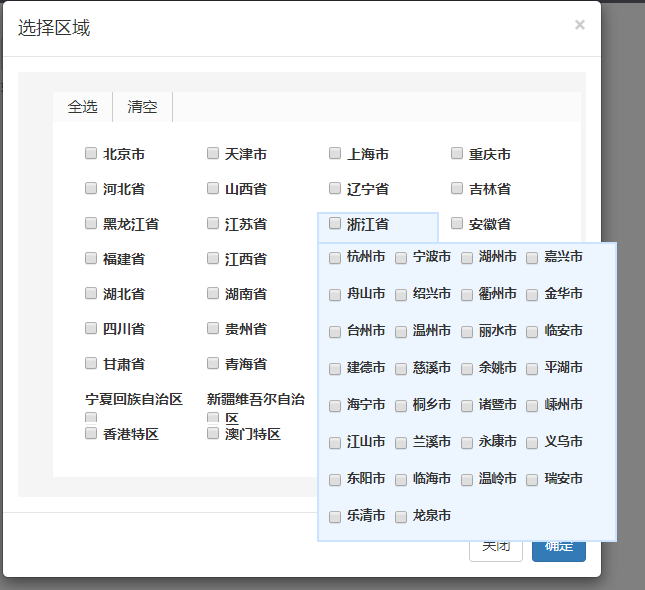 选择区域 ×
全选 清空
北京市 天津市 上海市 重庆市
河北省 山西省 辽宁省 吉林省
黑龙江省 江苏省 浙江省 安徽省
福建省 江西省 杭州市 宁波市 湖州市 嘉兴市
湖北省 湖南省 舟山市 绍兴市 衢州市 金华市
四川省 贵州省 台州市 温州市 丽水市 临安市
甘肃省 青海省 建德市 慈溪市 余姚市 平湖市
宁夏回族自治区 新疆维吾尔自治
区 海宁市 桐乡市 诸暨市 嵊州市
香港特区 澳门特区 江山市 兰溪市 永康市 义乌市
东阳市 临海市 温岭市 瑞安市
乐清市 龙泉市
关闭 确定